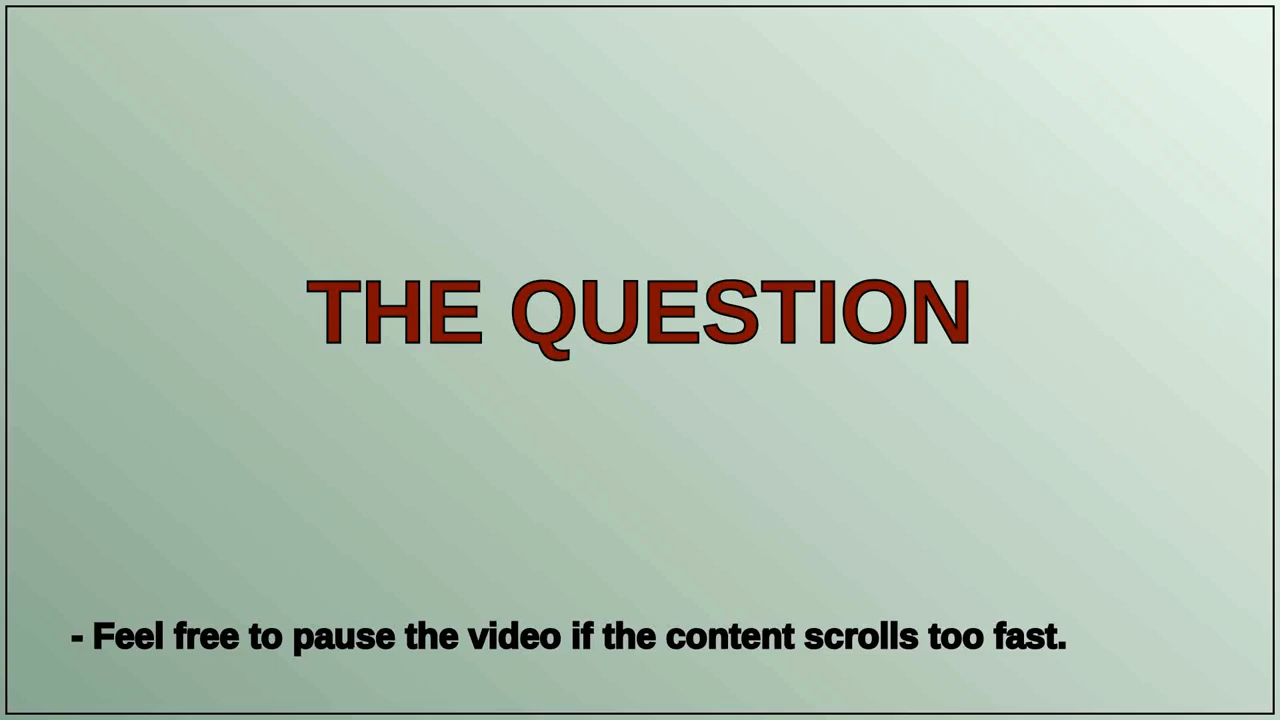 THE QUESTION
- Feel free to pause the video if the content scrolls too fast.